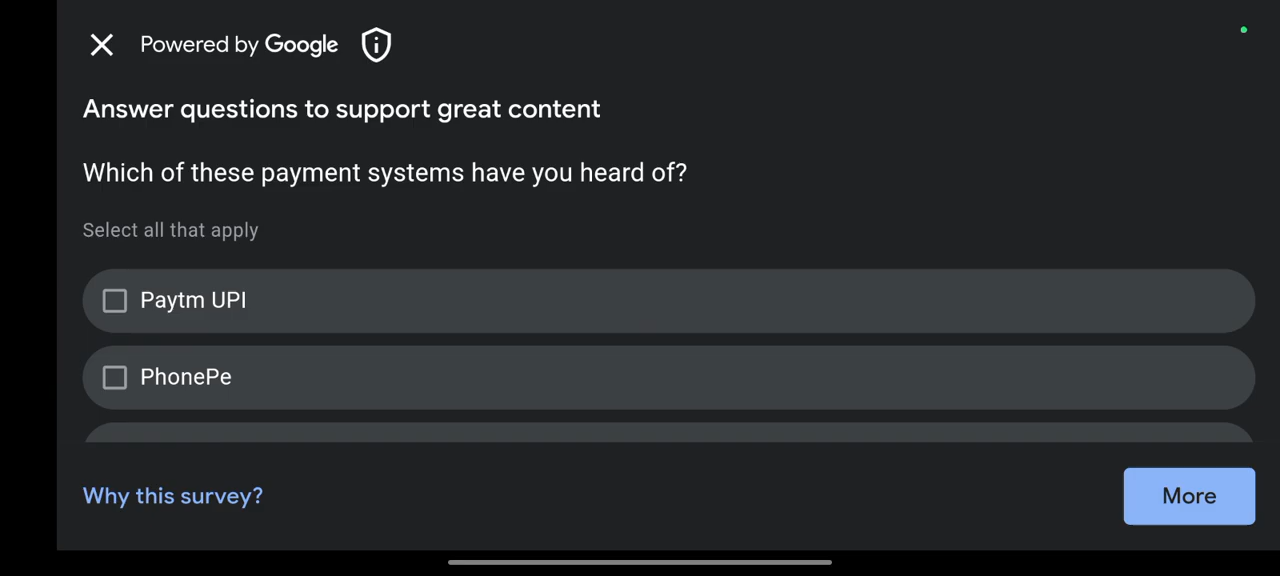 Powered by Google
Answer questions to support great content
Which of these payment systems have you heard of?
Select all that apply
Paytm UPI
PhonePe
Why this survey?
More